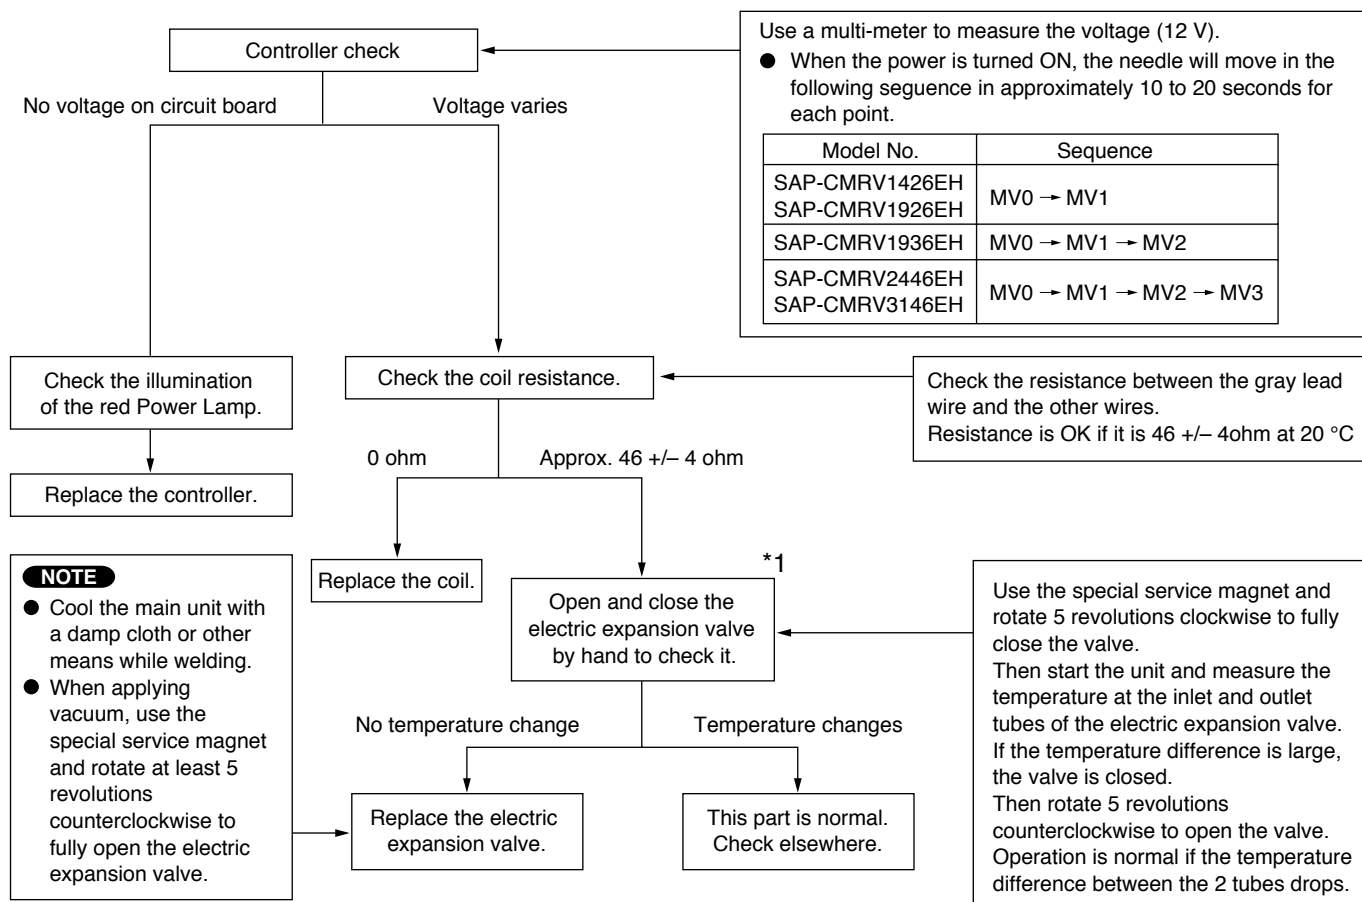 Controller check
Use a multi-meter to measure the voltage (12 V).
● When the power is turned ON, the needle will move in the
following seguence in approximately 10 to 20 seconds for
each point.
Model No. Sequence
SAP-CMRV1426EH
SAP-CMRV1926EH
MV0 → MV1
SAP-CMRV1936EH MV0 → MV1 → MV2
SAP-CMRV2446EH
SAP-CMRV3146EH
MV0 → MV1 → MV2 → MV3
No voltage on circuit board
Voltage varies
Check the illumination
of the red Power Lamp.
Replace the controller.
Check the coil resistance.
Check the resistance between the gray lead
wire and the other wires.
Resistance is OK if it is 46 +/– 4ohm at 20 °C
0 ohm
Approx. 46 +/– 4 ohm
Replace the coil.
*1
Open and close the
electric expansion valve
by hand to check it.
Use the special service magnet and
rotate 5 revolutions clockwise to fully
close the valve.
Then start the unit and measure the
temperature at the inlet and outlet
tubes of the electric expansion valve.
If the temperature difference is large,
the valve is closed.
Then rotate 5 revolutions
counterclockwise to open the valve.
Operation is normal if the temperature
difference between the 2 tubes drops.
NOTE
● Cool the main unit with
a damp cloth or other
means while welding.
● When applying
vacuum, use the
special service magnet
and rotate at least 5
revolutions
counterclockwise to
fully open the electric
expansion valve.
No temperature change
Temperature changes
Replace the electric
expansion valve.
This part is normal.
Check elsewhere.